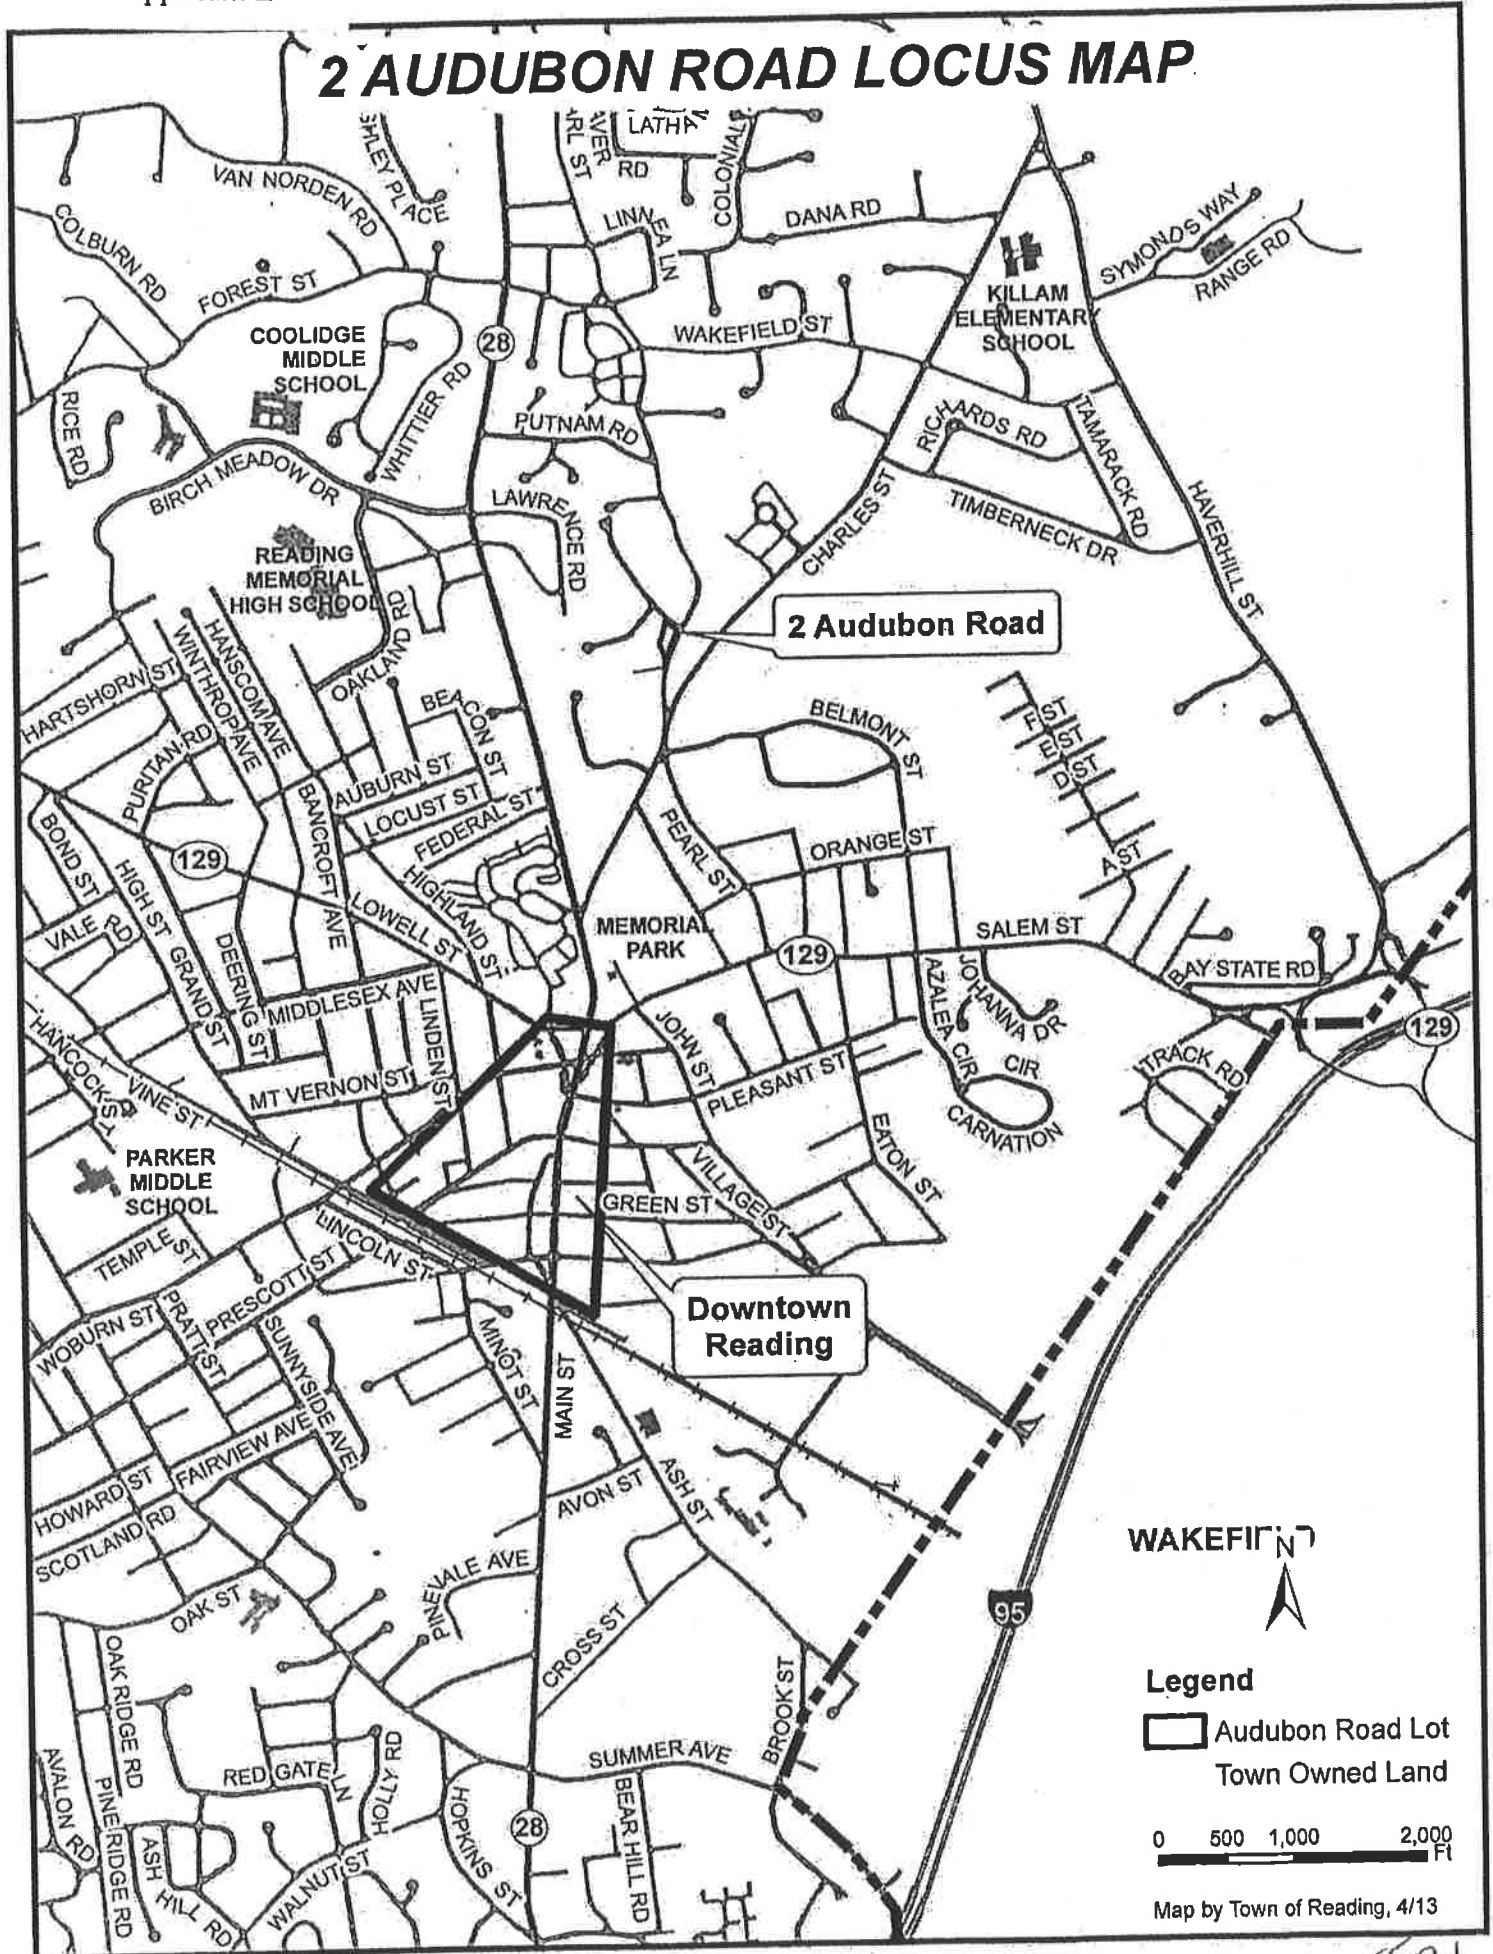 2 AUDUBON ROAD LOCUS MAP
LATHA
RD
COLONIAL
VAN NORDEN RD
COLBURN RD
FOREST ST
LINNEA LN
DANA RD
SYMONDS WAY
RANGE RD
KILLAM
ELEMENTARY
SCHOOL
COOLIDGE
MIDDLE
SCHOOL
28
WAKEFIELD ST
WHITTIER RD
RICE RD
PUTNAM RD
RICHARDS RD
TAMARACK RD
BIRCH MEADOW DR
LAWRENCE RD
CHARLES ST
TIMBERNECK DR
HAVERHILL ST
READING
MEMORIAL
HIGH SCHOOL
OAKLAND RD
2 Audubon Road
HARTSHORN ST
WINTHROP AVE
HANSCOM AVE
PURITAN RD
BEACON ST
BELMONT ST
F ST
E ST
D ST
A ST
AUBURN ST
LOCUST ST
FEDERAL ST
BANCROFT AVE
BOND ST
HIGH ST
129
PEARL ST
ORANGE ST
HIGHLAND ST
LOWELL ST
VALE RD
GRAND ST
DEERING ST
MEMORIAL
PARK
129
SALEM ST
BAY STATE RD
AZALEA CIR
JOHANNA DR
MIDDLESEX AVE
LINDEN ST
JOHN ST
129
HANCOCK ST
VINE ST
MT VERNON ST
PLEASANT ST
CIR
CARNATION
TRACK RD
EATON ST
PARKER
MIDDLE
SCHOOL
VILLAGE ST
GREEN ST
TEMPLE ST
LINCOLN ST
PRESCOTT ST
WOBURN ST
PRATT ST
SUNNYSIDE AVE
Downtown
Reading
MINOT ST
MAIN ST
FAIRVIEW AVE
HOWARD ST
SCOTLAND RD
AVON ST
ASH ST
PINEVALE AVE
OAK ST
CROSS ST
WAKEFI
N
95
OAK RIDGE RD
BROOK ST
SUMMER AVE
AVALON RD
PINE RIDGE RD
RED GATE LN
HOLLY RD
HOPKINS ST
28
BEAR HILL RD
ASH HILL RD
WALNUT ST
Legend
Audubon Road Lot
Town Owned Land
0 500 1,000 2,000
Ft
Map by Town of Reading, 4/13